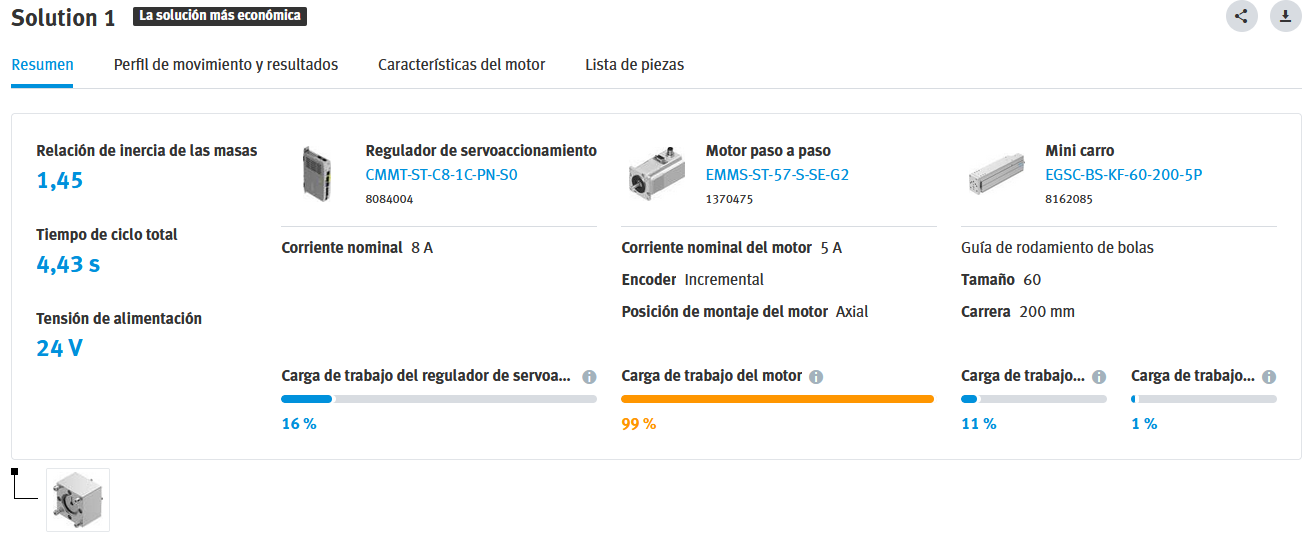 Solution 1
La solución más económica
Resumen
Perfil de movimiento y resultados
Características del motor
Lista de piezas
Relación de inercia de las masas
1,45
Tiempo de ciclo total
4,43 s
Tensión de alimentación
24 V
Regulador de servoaccionamiento
CMMT-ST-C8-1C-PN-S0
8084004
Corriente nominal 8 A
Carga de trabajo del regulador de servoa...
16 %
Motor paso a paso
EMMS-ST-57-S-SE-G2
1370475
Corriente nominal del motor 5 A
Encoder Incremental
Posición de montaje del motor Axial
Carga de trabajo del motor
99 %
Mini carro
EGSC-BS-KF-60-200-5P
8162085
Guía de rodamiento de bolas
Tamaño 60
Carrera 200 mm
Carga de trabajo...
11 %
Carga de trabajo...
1 %